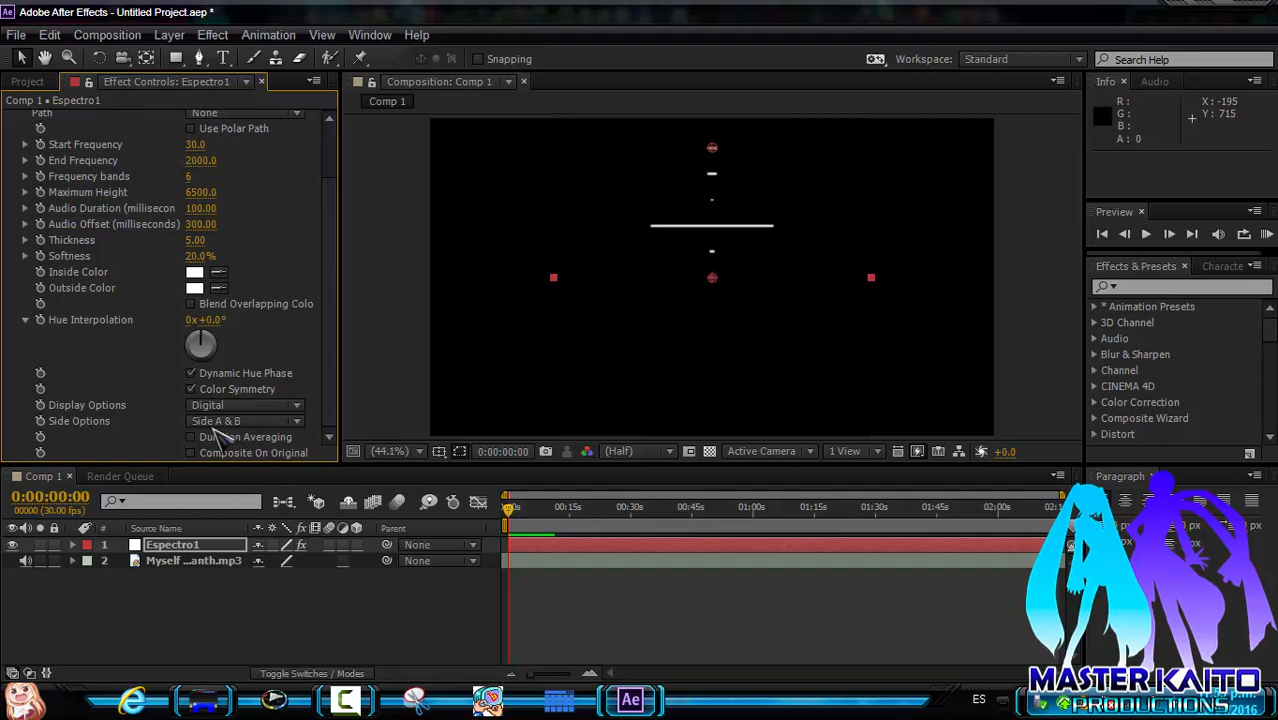 Adobe After Effects - Untitled Project.aep *
File Edit Composition Layer Effect Animation View Window Help
Snapping
Workspace: Standard
Search Help
Project
Effect Controls: Espectro1
Composition: Comp 1
Info
Audio
Comp 1 • Espectro1
Comp 1
Path None
Use Polar Path
Start Frequency 30.0
End Frequency 2000.0
Frequency bands 6
Maximum Height 6500.0
Audio Duration (millisecon 100.00
Audio Offset (milliseconds) 300.00
Thickness 5.00
Softness 20.0%
Inside Color
Outside Color
Blend Overlapping Colo
Hue Interpolation 0x+0.0°
Dynamic Hue Phase
Color Symmetry
Display Options Digital
Side Options Side A & B
Averaging
Composite On Original
R :
G :
B :
A : 0
X : -195
Y : 715
Preview
Effects & Presets
Characte
* Animation Presets
3D Channel
Audio
Blur & Sharpen
Channel
CINEMA 4D
Color Correction
Composite Wizard
Distort
(44.1%)
0:00:00:00
(Half)
Active Camera
1 View
+0.0
Comp 1
Render Queue
Paragraph
0:00:00:00
00000 (30.00 fps)
:00s 00:15s 00:30s 00:45s 01:00s 01:15s 01:30s 01:45s 02:00s
# Source Name
Parent
1 Espectro1 fx None
2 Myself ...anth.mp3 None
Toggle Switches / Modes
MASTER KAITO
PRODUCTIONS
Ae
ES